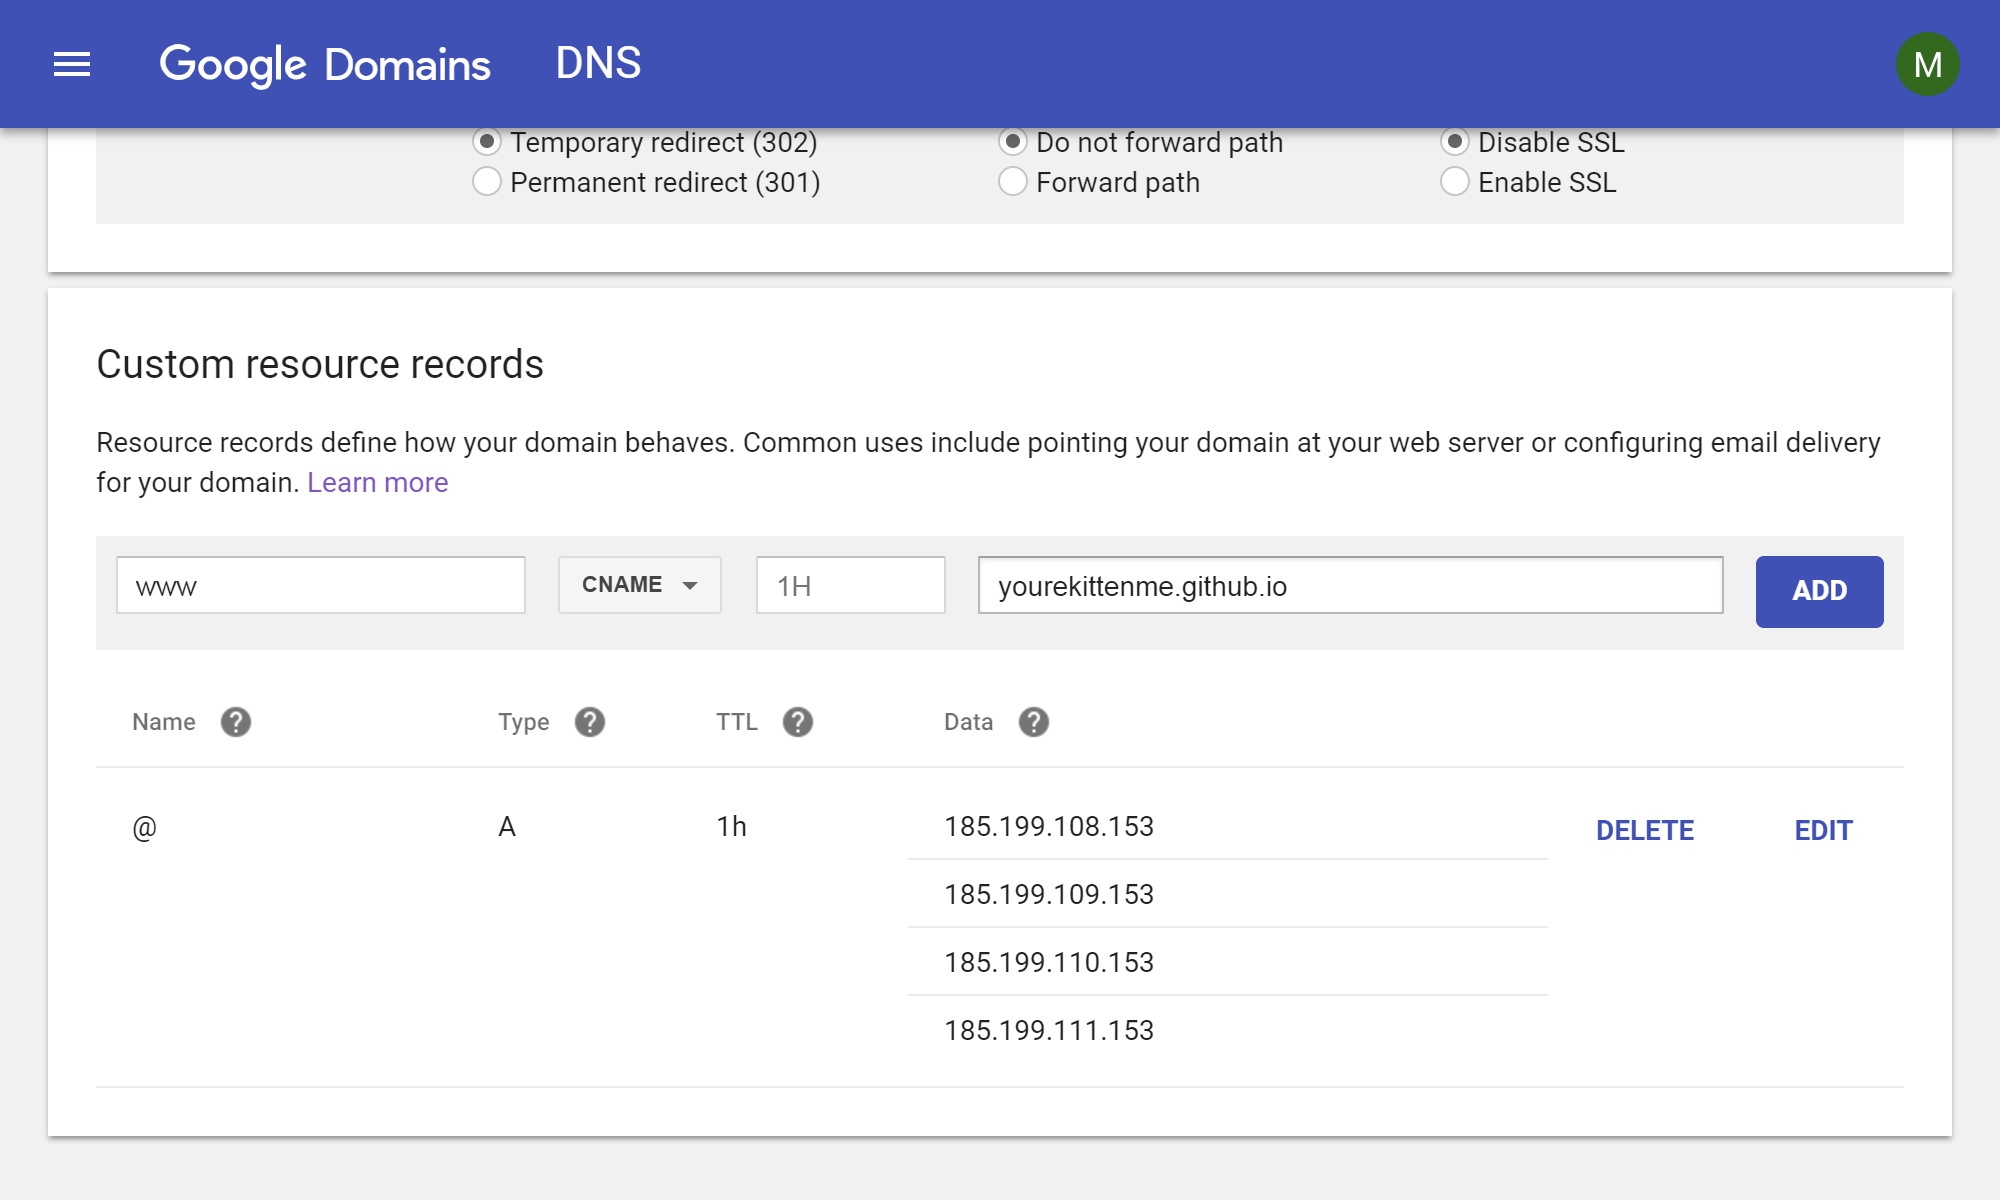 Google Domains DNS M
Temporary redirect (302) Do not forward path Disable SSL
Permanent redirect (301) Forward path Enable SSL
Custom resource records
Resource records define how your domain behaves. Common uses include pointing your domain at your web server or configuring email delivery
for your domain. Learn more
www CNAME 1H yourekittenme.github.io ADD
Name ? Type ? TTL ? Data ?
@ A 1h 185.199.108.153 DELETE EDIT
185.199.109.153
185.199.110.153
185.199.111.153